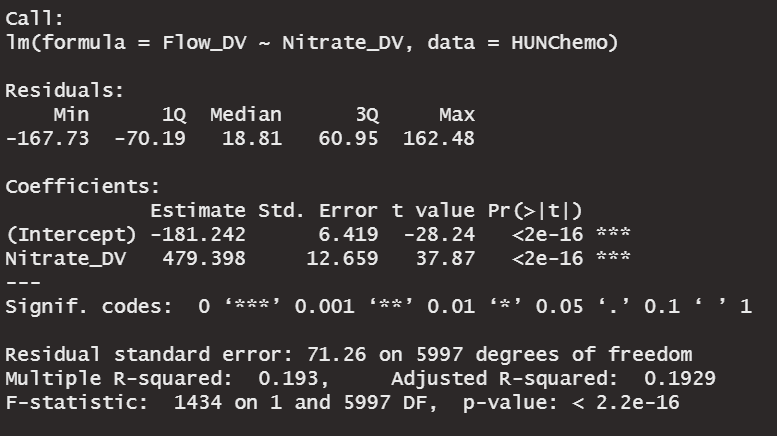 Call:
lm(formula = Flow_DV ~ Nitrate_DV, data = HUNChemo)
Residuals:
    Min      1Q  Median      3Q     Max
-167.73  -70.19   18.81   60.95  162.48
Coefficients:
            Estimate Std. Error t value Pr(>|t|)
(Intercept) -181.242      6.419  -28.24   <2e-16 ***
Nitrate_DV   479.398     12.659   37.87   <2e-16 ***
---
Signif. codes:  0 ‘***’ 0.001 ‘**’ 0.01 ‘*’ 0.05 ‘.’ 0.1 ‘ ’ 1
Residual standard error: 71.26 on 5997 degrees of freedom
Multiple R-squared:  0.193,	Adjusted R-squared:  0.1929
F-statistic:  1434 on 1 and 5997 DF,  p-value: < 2.2e-16